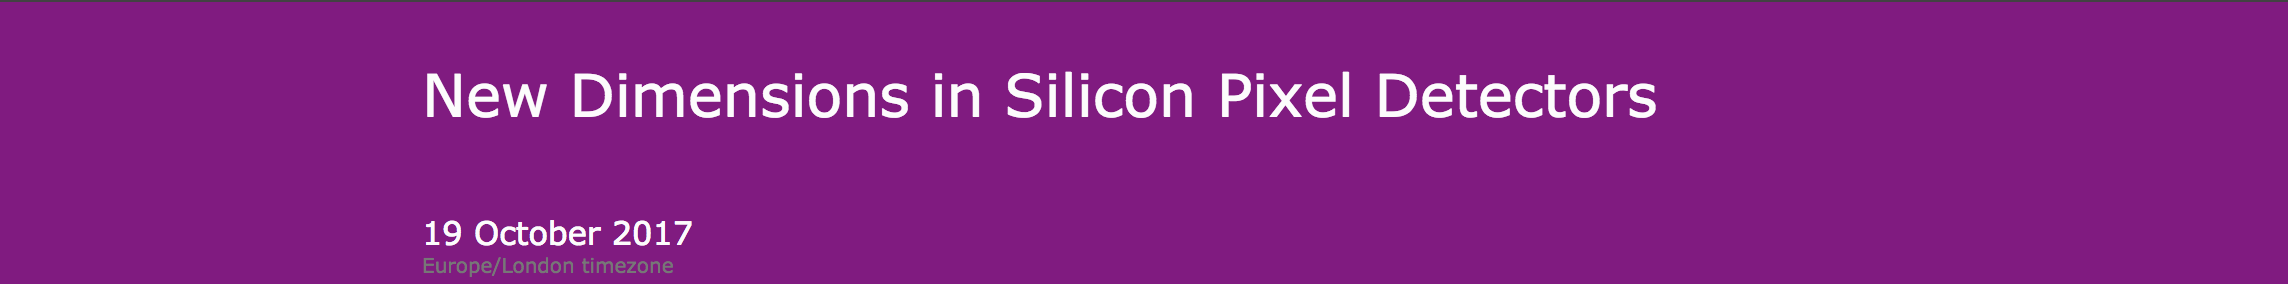 New Dimensions in Silicon Pixel Detectors
19 October 2017
Europe/London timezone